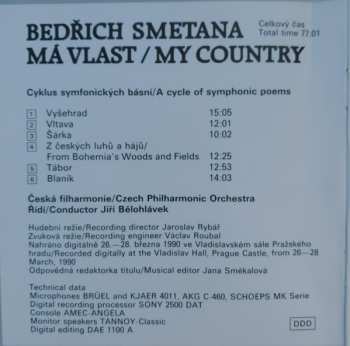 BEDŘICH SMETANA
MÁ VLAST / MY COUNTRY
Celkový čas
Total time 77:01
Cyklus symfonických básní/A cycle of symphonic poems
1 Vyšehrad 15:05
2 Vltava 12:01
3 Šárka 10:02
4 Z českých luhů a hájů/
From Bohemia's Woods and Fields 12:25
5 Tábor 12:53
6 Blaník 14:03
Česká filharmonie/Czech Philharmonic Orchestra
Řídí/Conductor Jiří Bělohlávek
Hudební režie/Recording director Jaroslav Rybář
Zvuková režie/Recording engineer Václav Roubal
Nahráno digitálně 26.—28. března 1990 ve Vladislavském sále Pražského
hradu/Recorded digitally at the Vladislav Hall, Prague Castle, from 26—28
March, 1990
Odpovědná redaktorka titulu/Musical editor Jana Smékalová
Technical data
Microphones BRÜEL and KJAER 4011, AKG C 460, SCHOEPS MK Serie
Digital recording processor SONY 2500 DAT
Console AMEC-ANGELA
Monitor speakers TANNOY-Classic
Digital editing DAE 1100 A
DDD